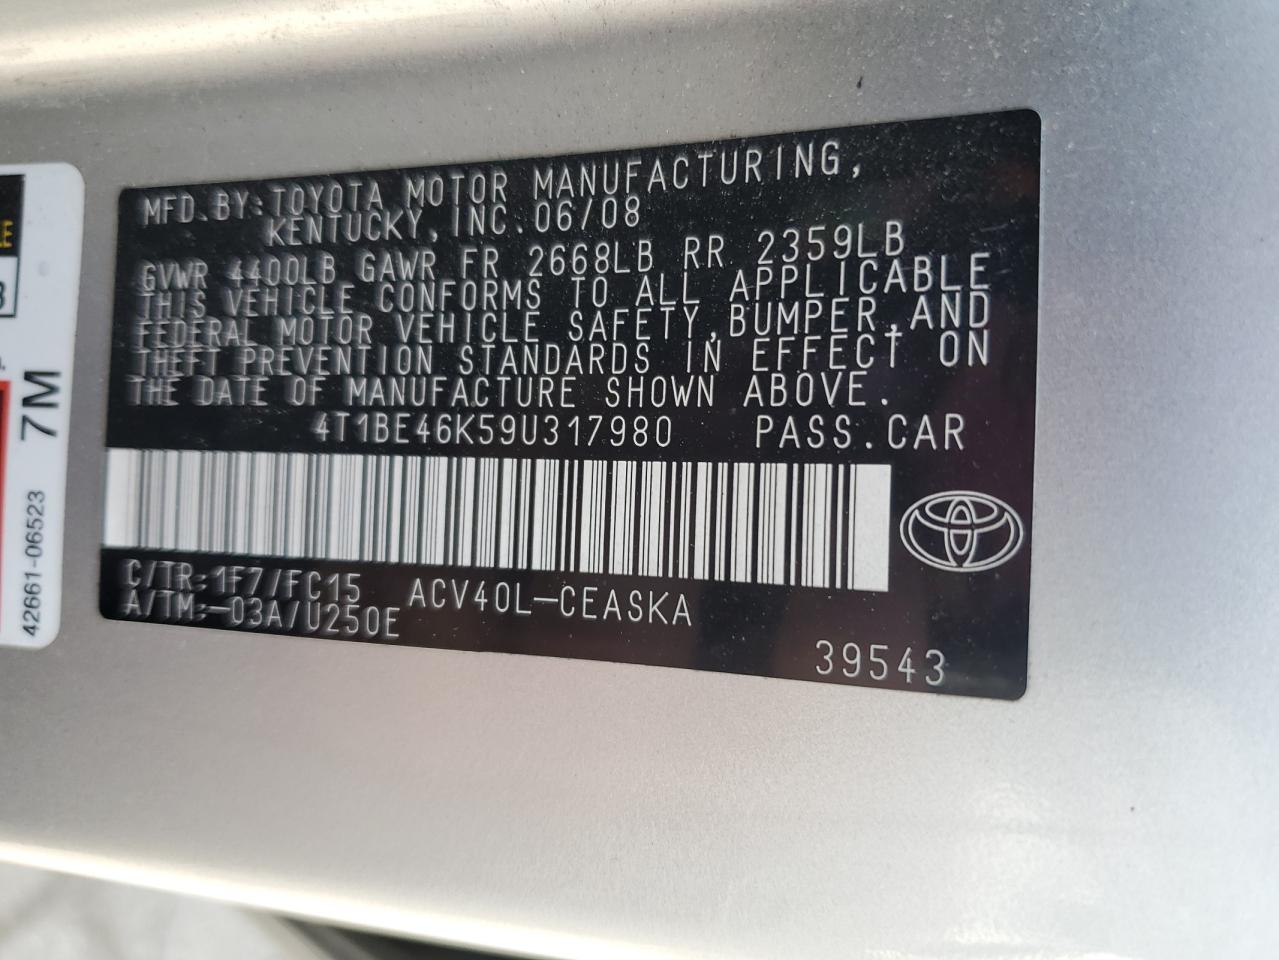 MFD.BY:TOYOTA MOTOR MANUFACTURING,
KENTUCKY,INC.06/08
GVWR 4400LB GAWR FR 2668LB RR 2359LB
THIS VEHICLE CONFORMS TO ALL APPLICABLE
FEDERAL MOTOR VEHICLE SAFETY,BUMPER,AND
THEFT PREVENTION STANDARDS IN EFFECT ON
THE DATE OF MANUFACTURE SHOWN ABOVE.
4T1BE46K59U317980 PASS.CAR
C/TR:1F7/FC15 ACV40L-CEASKA
A/TM:-03A/U250E
39543
7M
42661-06523